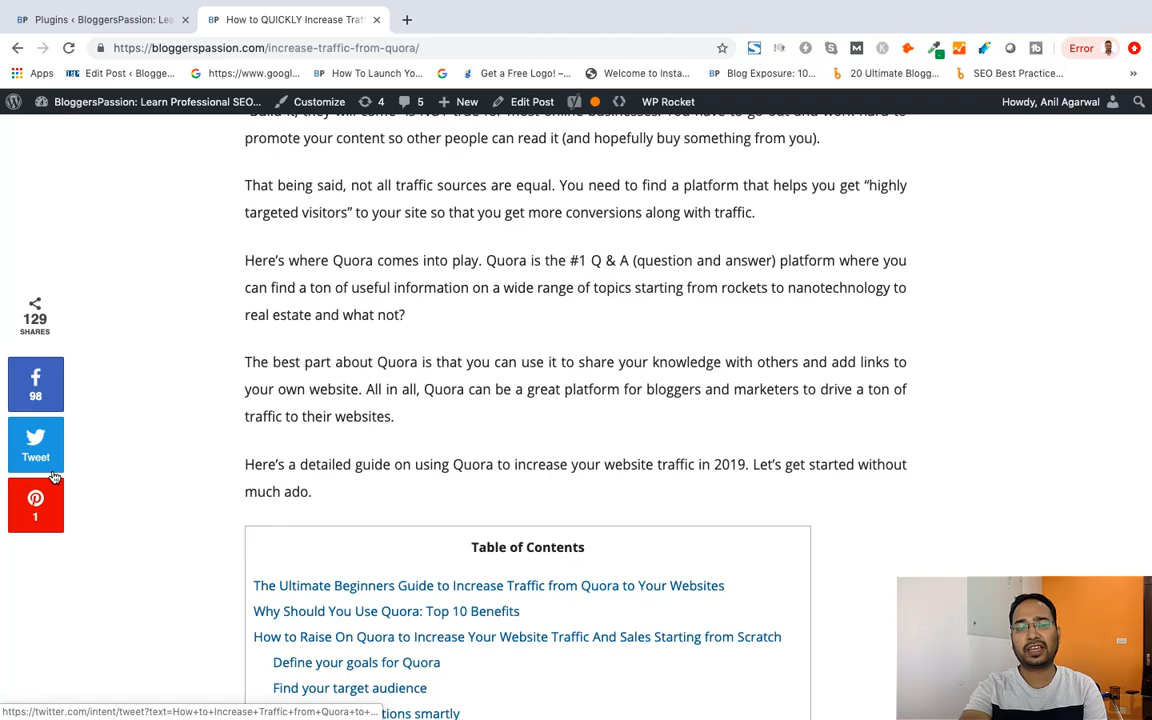 BP Plugins ‹ BloggersPassion: Lea
BP How to QUICKLY Increase Traf
https://bloggerspassion.com/increase-traffic-from-quora/
Error
Apps
Edit Post ‹ Blogge...
https://www.googl...
BP How To Launch Yo...
Get a Free Logo! –...
Welcome to Insta...
BP Blog Exposure: 10...
20 Ultimate Blogg...
SEO Best Practice...
BloggersPassion: Learn Professional SEO...
Customize
4
5
New
Edit Post
WP Rocket
Howdy, Anil Agarwal
“Build it, they will come” is NOT true for most online businesses. You have to go out and work hard to
promote your content so other people can read it (and hopefully buy something from you).
That being said, not all traffic sources are equal. You need to find a platform that helps you get “highly
targeted visitors” to your site so that you get more conversions along with traffic.
Here’s where Quora comes into play. Quora is the #1 Q & A (question and answer) platform where you
can find a ton of useful information on a wide range of topics starting from rockets to nanotechnology to
real estate and what not?
129
SHARES
98
Tweet
1
The best part about Quora is that you can use it to share your knowledge with others and add links to
your own website. All in all, Quora can be a great platform for bloggers and marketers to drive a ton of
traffic to their websites.
Here’s a detailed guide on using Quora to increase your website traffic in 2019. Let’s get started without
much ado.
Table of Contents
The Ultimate Beginners Guide to Increase Traffic from Quora to Your Websites
Why Should You Use Quora: Top 10 Benefits
How to Raise On Quora to Increase Your Website Traffic And Sales Starting from Scratch
Define your goals for Quora
Find your target audience
tions smartly
https://twitter.com/intent/tweet?text=How+to+Increase+Traffic+from+Quora+to+...